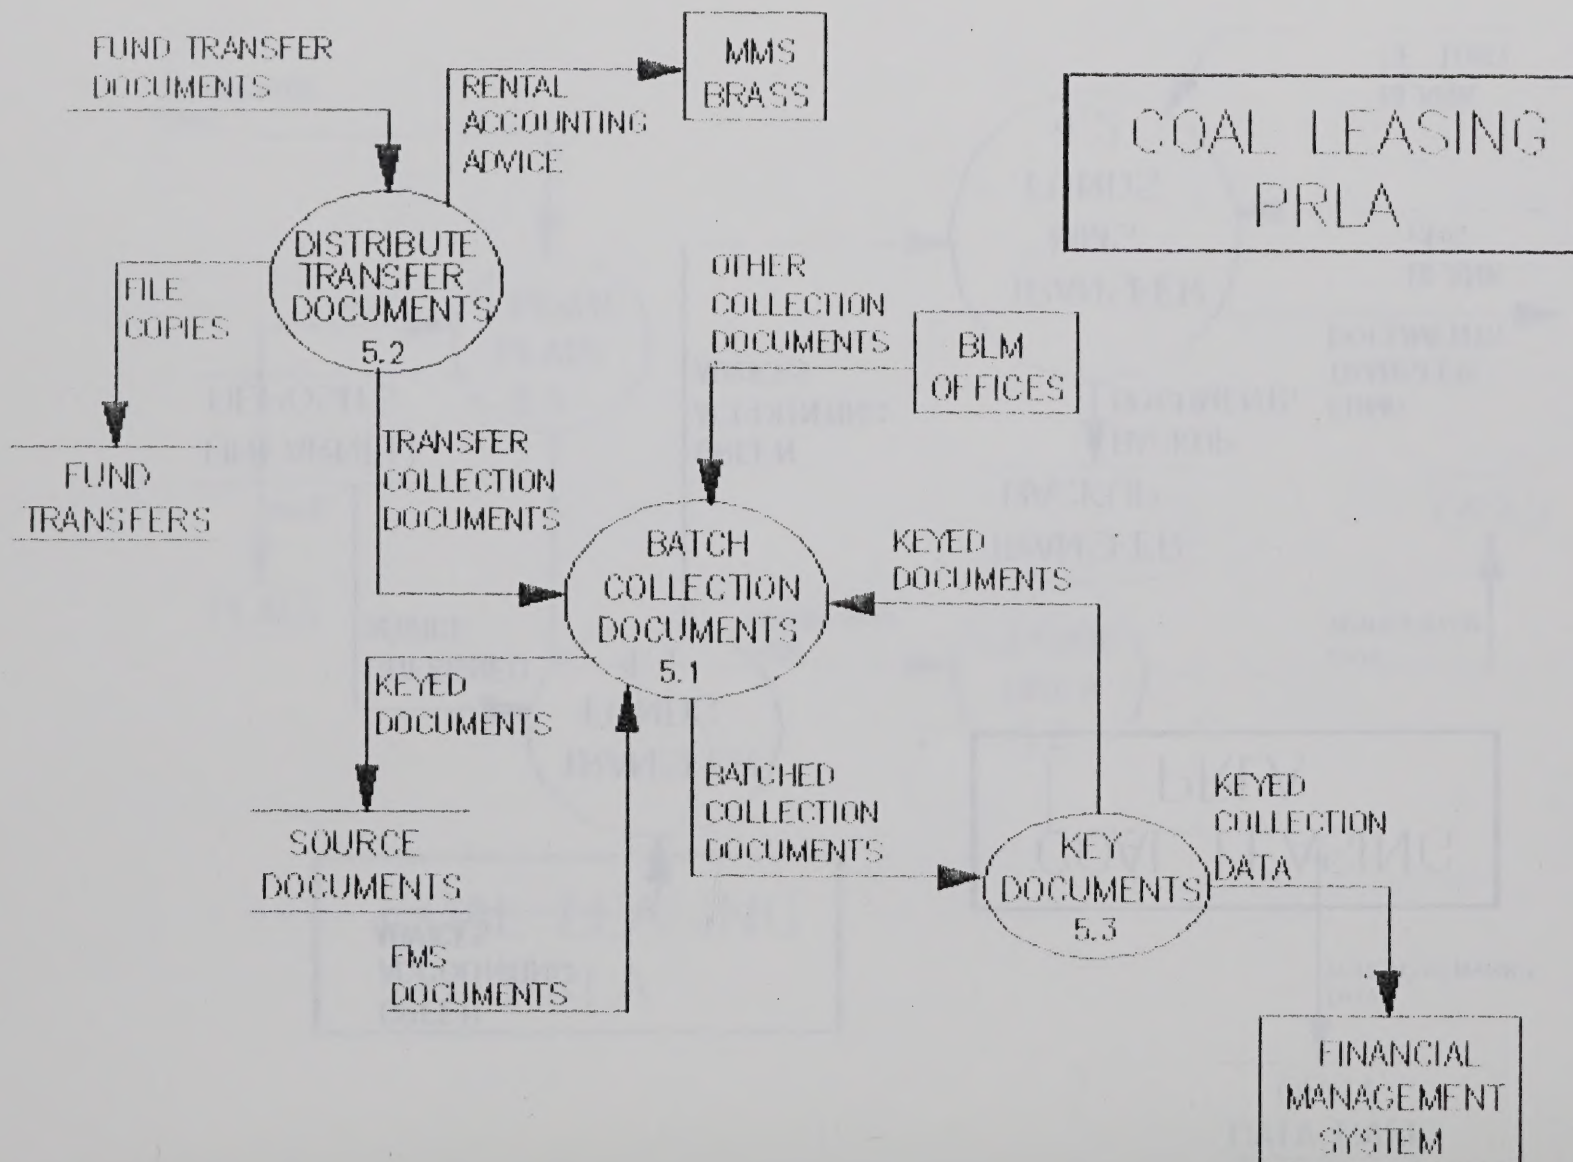 FUND TRANSFER
DOCUMENTS
RENTAL
ACCOUNTING
ADVICE
MMS
BRASS
COAL LEASING
PRLA
DISTRIBUTE
TRANSFER
DOCUMENTS
5.2
FILE
COPIES
FUND
TRANSFERS
OTHER
COLLECTION
DOCUMENTS
BLM
OFFICES
TRANSFER
COLLECTION
DOCUMENTS
BATCH
COLLECTION
DOCUMENTS
5.1
KEYED
DOCUMENTS
KEYED
DOCUMENTS
SOURCE
DOCUMENTS
FMS
DOCUMENTS
BATCHED
COLLECTION
DOCUMENTS
KEY
DOCUMENTS
5.3
KEYED
COLLECTION
DATA
FINANCIAL
MANAGEMENT
SYSTEM